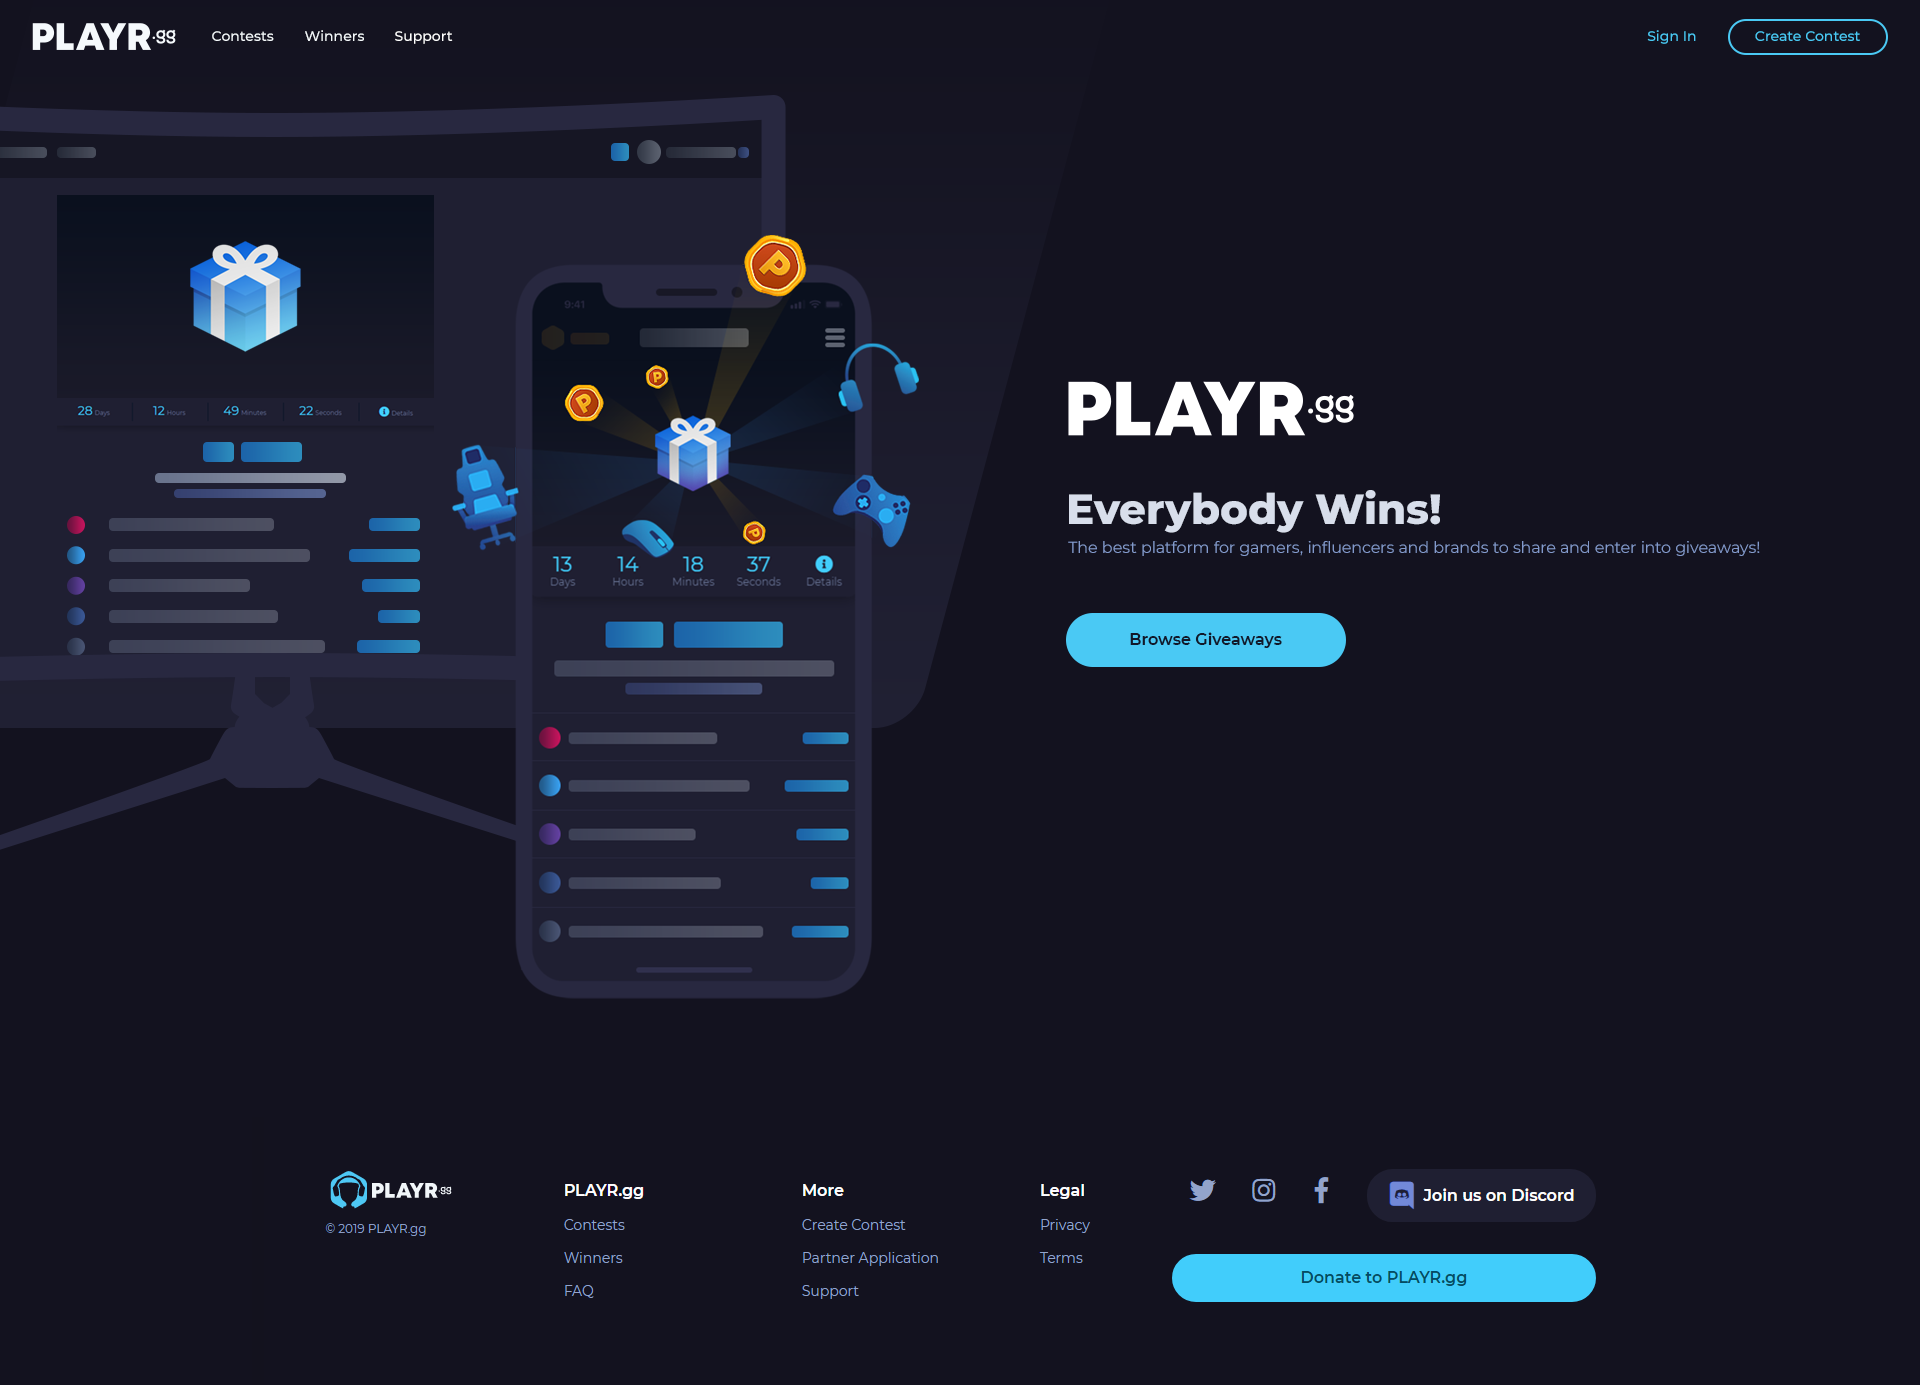 PLAYR.gg
Contests
Winners
Support
Sign In
Create Contest
28 Days
12 Hours
49 Minutes
22 Seconds
Details
9:41
13
Days
14
Hours
18
Minutes
37
Seconds
Details
PLAYR.gg
Everybody Wins!
The best platform for gamers, influencers and brands to share and enter into giveaways!
Browse Giveaways
PLAYR.gg
© 2019 PLAYR.gg
PLAYR.gg
Contests
Winners
FAQ
More
Create Contest
Partner Application
Support
Legal
Privacy
Terms
Join us on Discord
Donate to PLAYR.gg